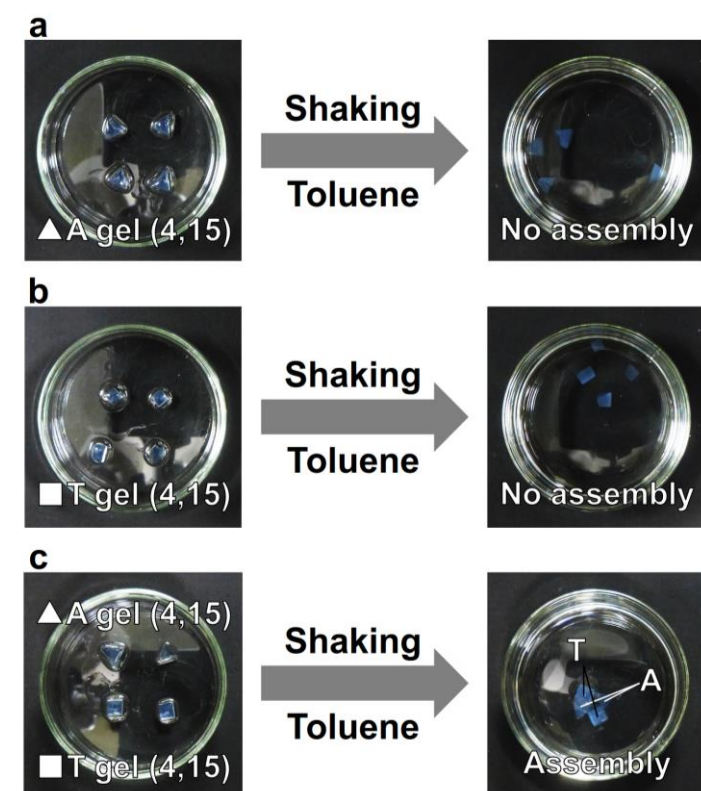 a
Shaking
Toluene
▲A gel (4,15)
No assembly
b
Shaking
Toluene
■T gel (4,15)
No assembly
c
▲A gel (4,15)
Shaking
Toluene
■T gel (4,15)
T
A
Assembly